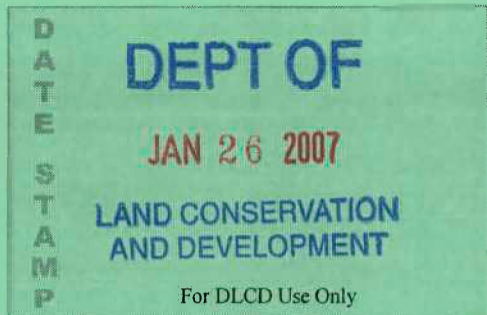 DATE STAMP
DEPT OF
JAN 26 2007
LAND CONSERVATION
AND DEVELOPMENT
For DLCD Use Only